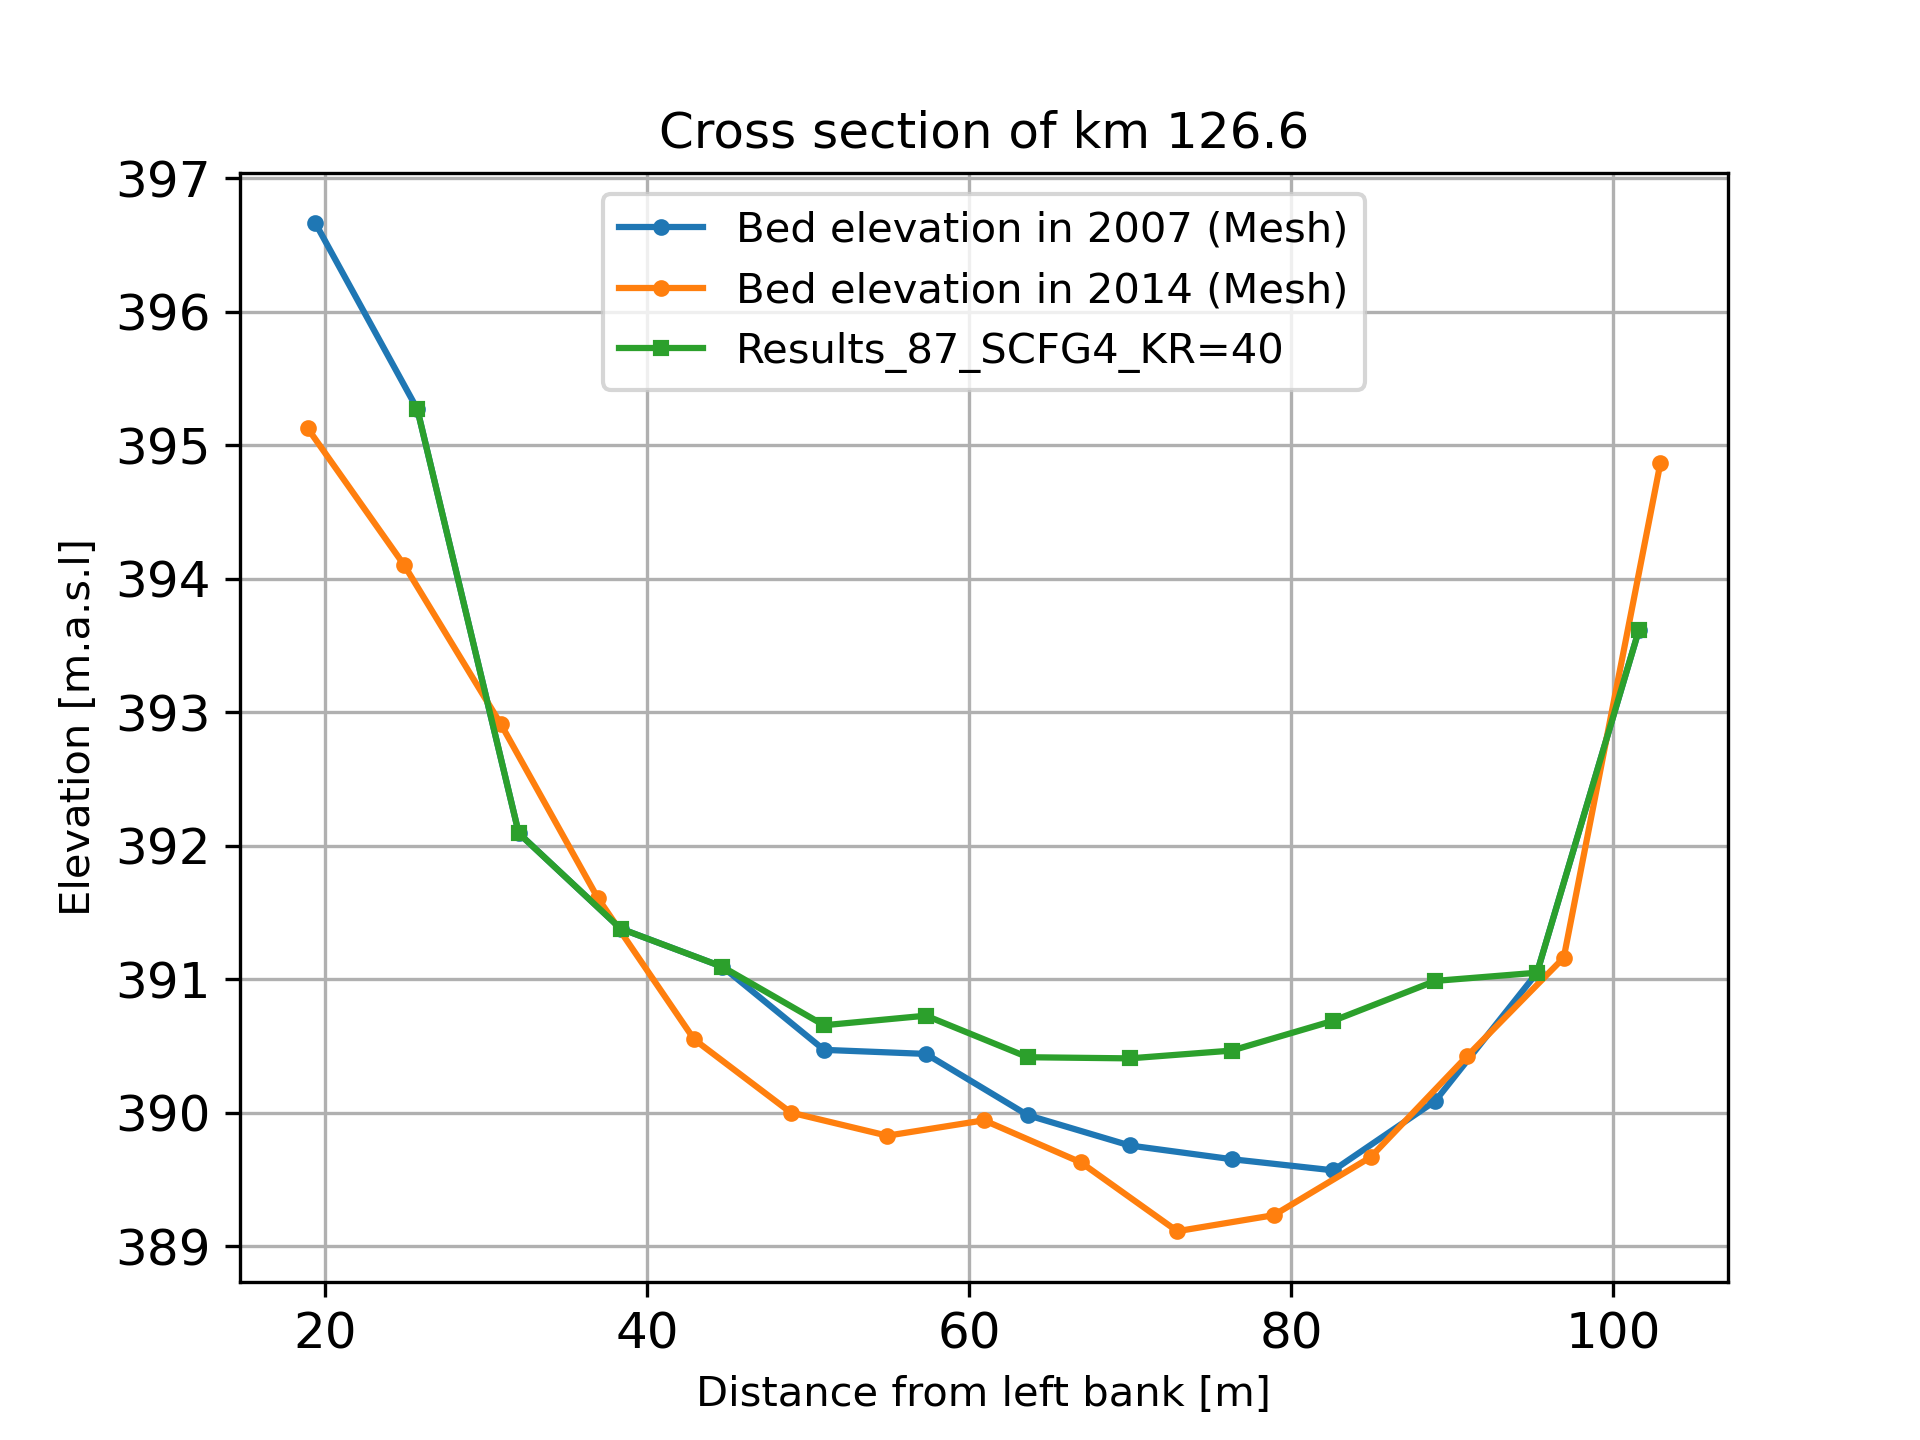 Cross section of km 126.6
397
396
395
394
393
392
391
390
389
Elevation [m.a.s.l]
Bed elevation in 2007 (Mesh)
Bed elevation in 2014 (Mesh)
Results_87_SCFG4_KR=40
20 40 60 80 100
Distance from left bank [m]